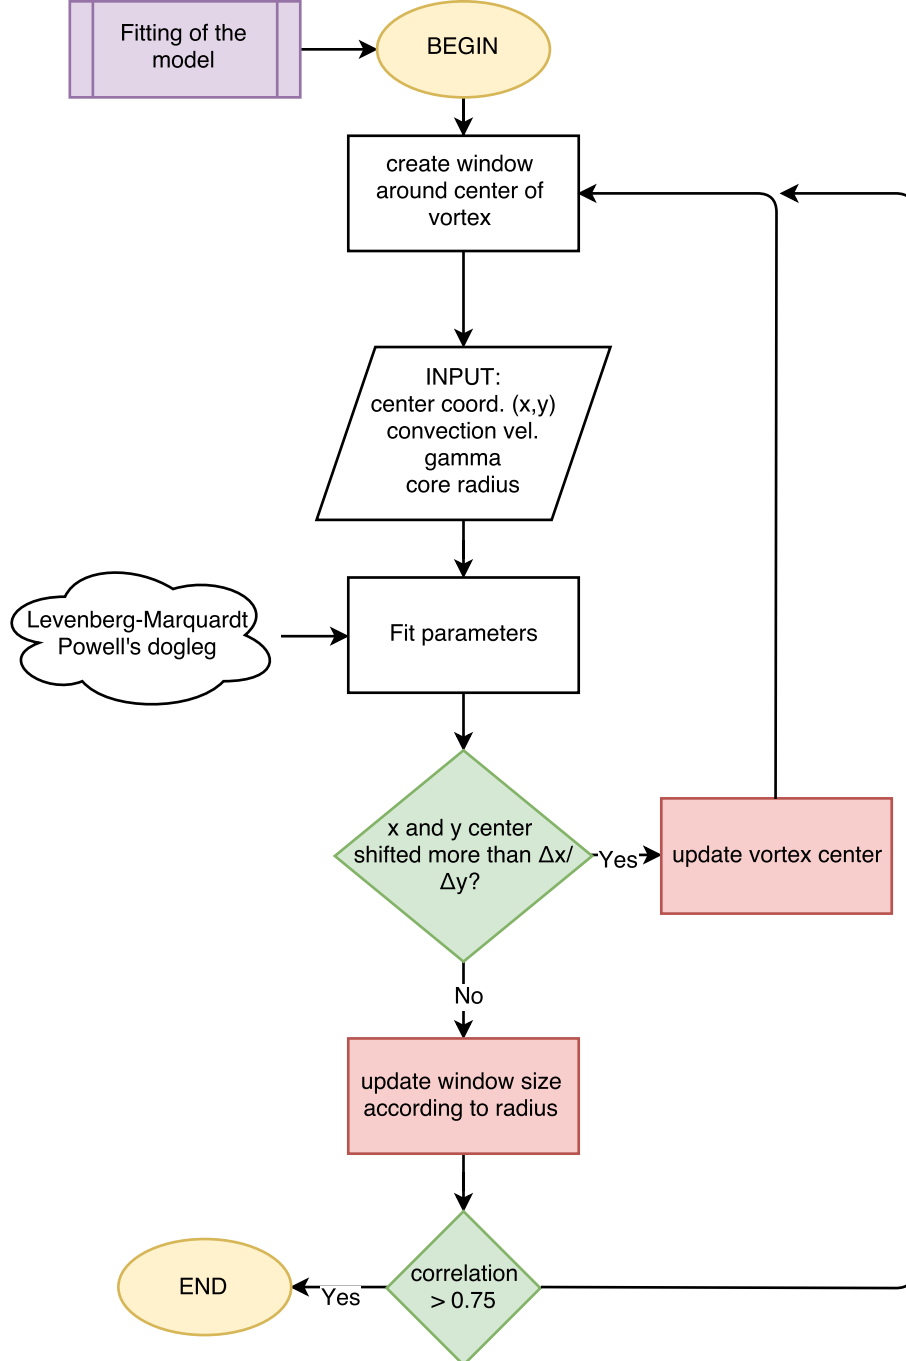 Fitting of the
model
BEGIN
create window
around center of
vortex
INPUT:
center coord. (x,y)
convection vel.
gamma
core radius
Levenberg-Marquardt
Powell's dogleg
Fit parameters
x and y center
shifted more than Δx/
Δy?
Yes
update vortex center
No
update window size
according to radius
END
Yes
correlation
> 0.75